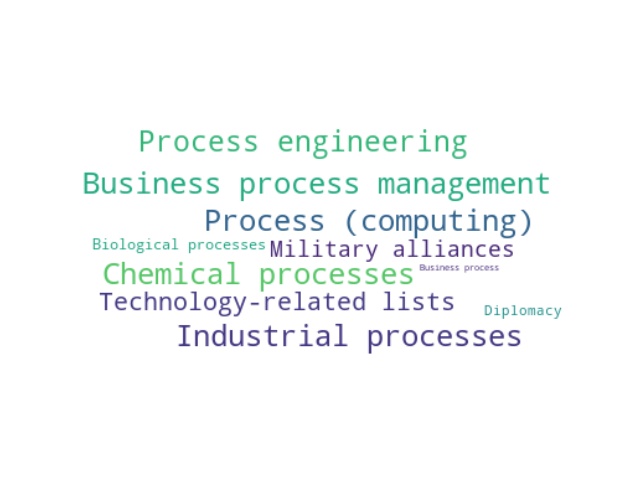 Process engineering
Business process management
Process (computing)
Biological processes
Military alliances
Chemical processes
Business process
Technology-related lists
Diplomacy
Industrial processes